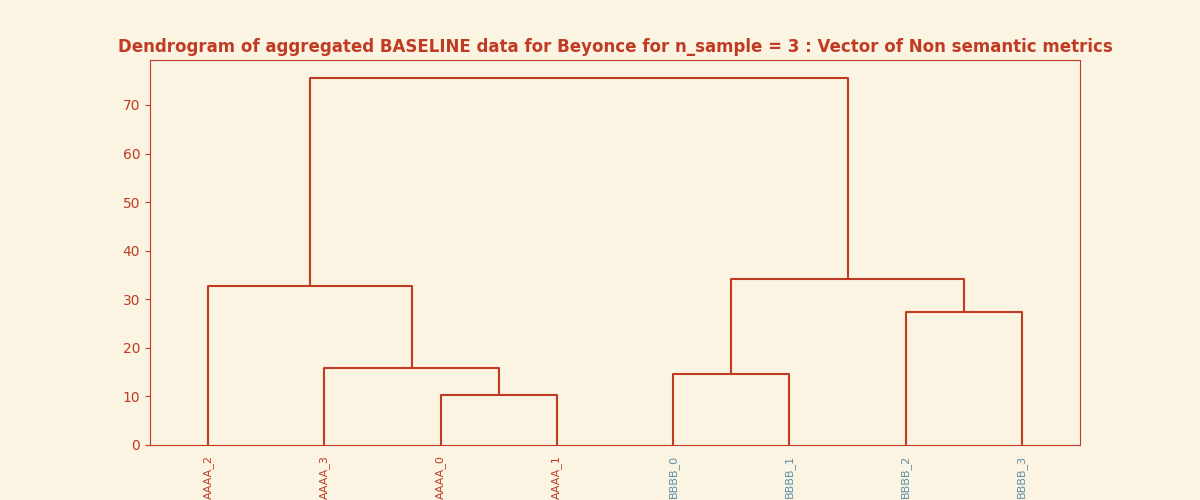 Dendrogram of aggregated BASELINE data for Beyonce for n_sample = 3 : Vector of Non semantic metrics
70
60
50
40
30
20
10
0
AAAA_2
AAAA_3
AAAA_0
AAAA_1
BBBB_0
BBBB_1
BBBB_2
BBBB_3